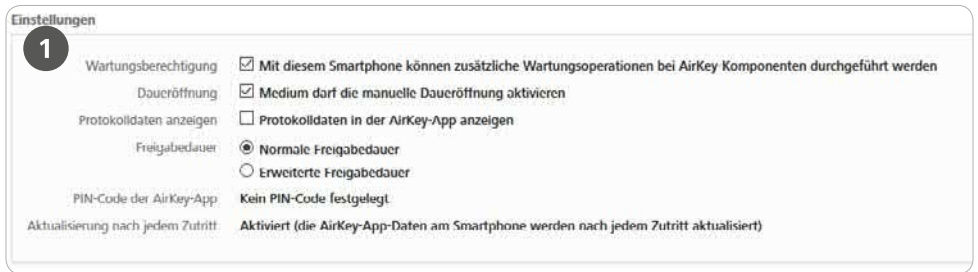 Einstellungen
1
Wartungsberechtigung Mit diesem Smartphone können zusätzliche Wartungsoperationen bei AirKey Komponenten durchgeführt werden
Daueröffnung Medium darf die manuelle Daueröffnung aktivieren
Protokolldaten anzeigen Protokolldaten in der AirKey-App anzeigen
Freigabedauer Normale Freigabedauer
Erweiterte Freigabedauer
PIN-Code der AirKey-App Kein PIN-Code festgelegt
Aktualisierung nach jedem Zutritt Aktiviert (die AirKey-App-Daten am Smartphone werden nach jedem Zutritt aktualisiert)